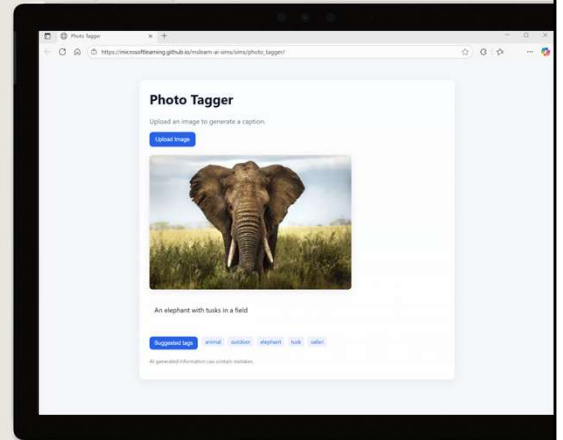 Photo Tagger
https://microsoftlearning.github.io/mslearn-ai-sims/sims/photo_tagger/
Photo Tagger
Upload an image to generate a caption.
Upload Image
An elephant with tusks in a field
Suggested tags animal outdoor elephant tusk safari
AI generated information can contain mistakes.